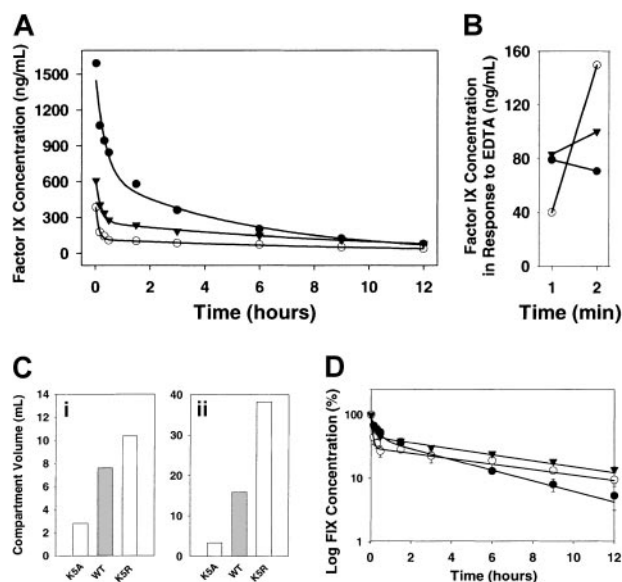 A
Factor IX Concentration (ng/mL)
1500
1200
900
600
300
0
0
2
4
6
8
10
12
Time (hours)
B
Factor IX Concentration
in Response to EDTA (ng/mL)
160
120
80
40
0
1
2
Time (min)
C
Compartment Volume (mL)
i
14
12
10
8
6
4
2
0
K5A
WT
K5R
ii
40
30
20
10
0
K5A
WT
K5R
D
Log FIX Concentration (%)
100
10
1
0
2
4
6
8
10
12
Time (hours)